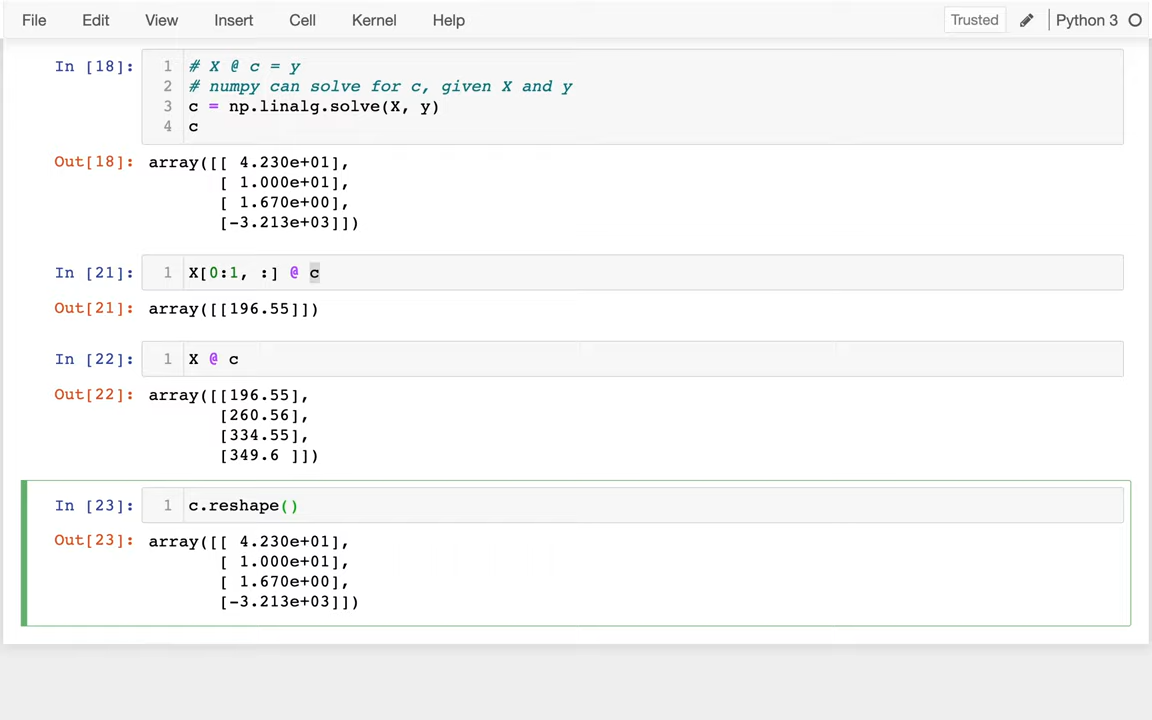 File Edit View Insert Cell Kernel Help Trusted Python 3
In [18]: 1 # X @ c = y
2 # numpy can solve for c, given X and y
3 c = np.linalg.solve(X, y)
4 c
Out[18]: array([[ 4.230e+01],
[ 1.000e+01],
[ 1.670e+00],
[-3.213e+03]])
In [21]: 1 X[0:1, :] @ c
Out[21]: array([[196.55]])
In [22]: 1 X @ c
Out[22]: array([[196.55],
[260.56],
[334.55],
[349.6 ]])
In [23]: 1 c.reshape()
Out[23]: array([[ 4.230e+01],
[ 1.000e+01],
[ 1.670e+00],
[-3.213e+03]])